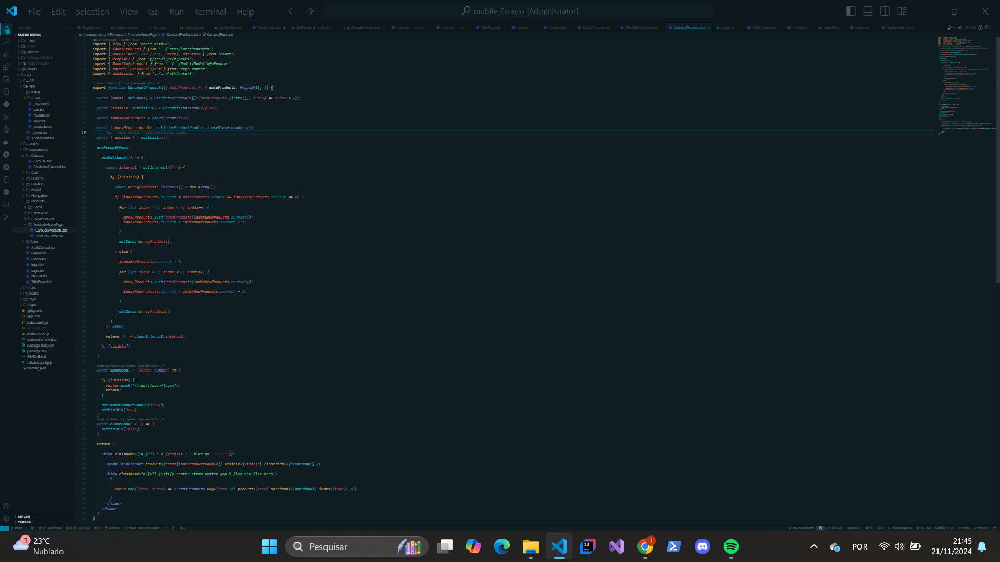 File Edit Selection View Go Run Terminal Help
mobile_Estacio [Administrator]
EXPLORER
Register.tsx registerUser.ts Settings settings.json getProducts.ts ModalMenu.tsx getProductFromCart.ts getFavoriteProducts.ts index.tsx index.tsx TitlePages.tsx cart.tsx Carousel.tsx CardsProducts.tsx ModalInfoProduct.tsx CarouselProducts.tsx Login.tsx AuthContext.tsx Profile.tsx typeAPI.ts index.tsx ProductsHome.tsx
MOBILE_ESTACIO
__test__
.expo
.vscode
%ProgramData%
node_modules
scripts
src
API
app
(tabs)
user
_layout.tsx
cart.tsx
favorite.tsx
index.tsx
products.tsx
_layout.tsx
+not-found.tsx
assets
components
Carousel
Carousel.tsx
ContainerCarousel.tsx
Cart
Favorite
Loading
Modal
Navigation
Products
Cards
NotFound
PageProducts
ProductsHomePage
CarouselProducts.tsx
ProductsHome.tsx
User
AuthContext.tsx
Banner.tsx
Footer.tsx
Input.tsx
Logo.tsx
NavBar.tsx
TitlePages.tsx
func
hooks
style
type
.gitignore
app.json
babel.config.js
expo-env.d.ts
metro.config.js
nativewind-env.d.ts
package-lock.json
package.json
README.md
tailwind.config.js
tsconfig.json
OUTLINE
TIMELINE
src > components > Products > ProductsHomePage > CarouselProducts.tsx > CarouselProducts
You, 2 weeks ago | 1 author (You)
import { View } from 'react-native';
import { CardsProducts } from '../Cards/CardsProducts';
import { useCallback, useEffect, useRef, useState } from 'react';
import { PropsAPI } from '@/src/type/typeAPI';
import { ModalInfoProduct } from '../../Modal/ModalInfoProduct';
import { router, useFocusEffect } from 'expo-router';
import { useSession } from '../../AuthContext';
Codeium: Refactor | Explain | Generate JSDoc | X
export function CarouselProducts({ dataProducts }: { dataProducts: PropsAPI[] }) {
const [cards, setCards] = useState<PropsAPI[]>(dataProducts.filter((_, index) => index < 4));
const [visible, setVisible] = useState<boolean>(false);
const indexNewProducts = useRef<number>(0)
const [indexProductHandle, setIndexProductHandle] = useState<number>(0);
18 You, last month • Implementando modal
const { session } = useSession();
useFocusEffect(
useCallback(() => {
const interval = setInterval(() => {
if (!visible) {
const arrayProducts: PropsAPI[] = new Array();
if (indexNewProducts.current < dataProducts.length && indexNewProducts.current != 0) {
for (let index = 0; index < 4; index++) {
arrayProducts.push(dataProducts[indexNewProducts.current]);
indexNewProducts.current = indexNewProducts.current + 1;
}
setCards(arrayProducts);
} else {
indexNewProducts.current = 0;
for (let index = 0; index < 4; index++) {
arrayProducts.push(dataProducts[indexNewProducts.current]);
indexNewProducts.current = indexNewProducts.current + 1;
}
setCards(arrayProducts);
}
}
}, 6000)
return () => clearInterval(interval);
}, [visible])
)
Codeium: Refactor | Explain | Generate JSDoc | X
const openModal = (index: number) => {
if (!session) {
router.push('/(tabs)/user/login');
return;
}
setIndexProductHandle(index);
setVisible(true);
}
Codeium: Refactor | Explain | Generate JSDoc | X
const closeModal = () => {
setVisible(false);
}
return (
<View className={'w-full ' + (visible ? ' blur-sm ' : null)}>
<ModalInfoProduct product={cards[indexProductHandle]} visible={visible} closeModal={closeModal} />
<View className='w-full justify-center items-center gap-5 flex-row flex-wrap'>
{
cards.map((item, index) => <CardsProducts key={item.id} product={item} openModal={openModal} index={index} />)
}
</View>
</View>
)
}
main Launchpad 0 0 132 0 Connect React Native Packager You, last month Ln 18, Col 1 Spaces: 2 UTF-8 CRLF TypeScript JSX Go Live Codeium Ninja Prettier
1 23°C
Nublado
Pesquisar
POR
21:45
21/11/2024